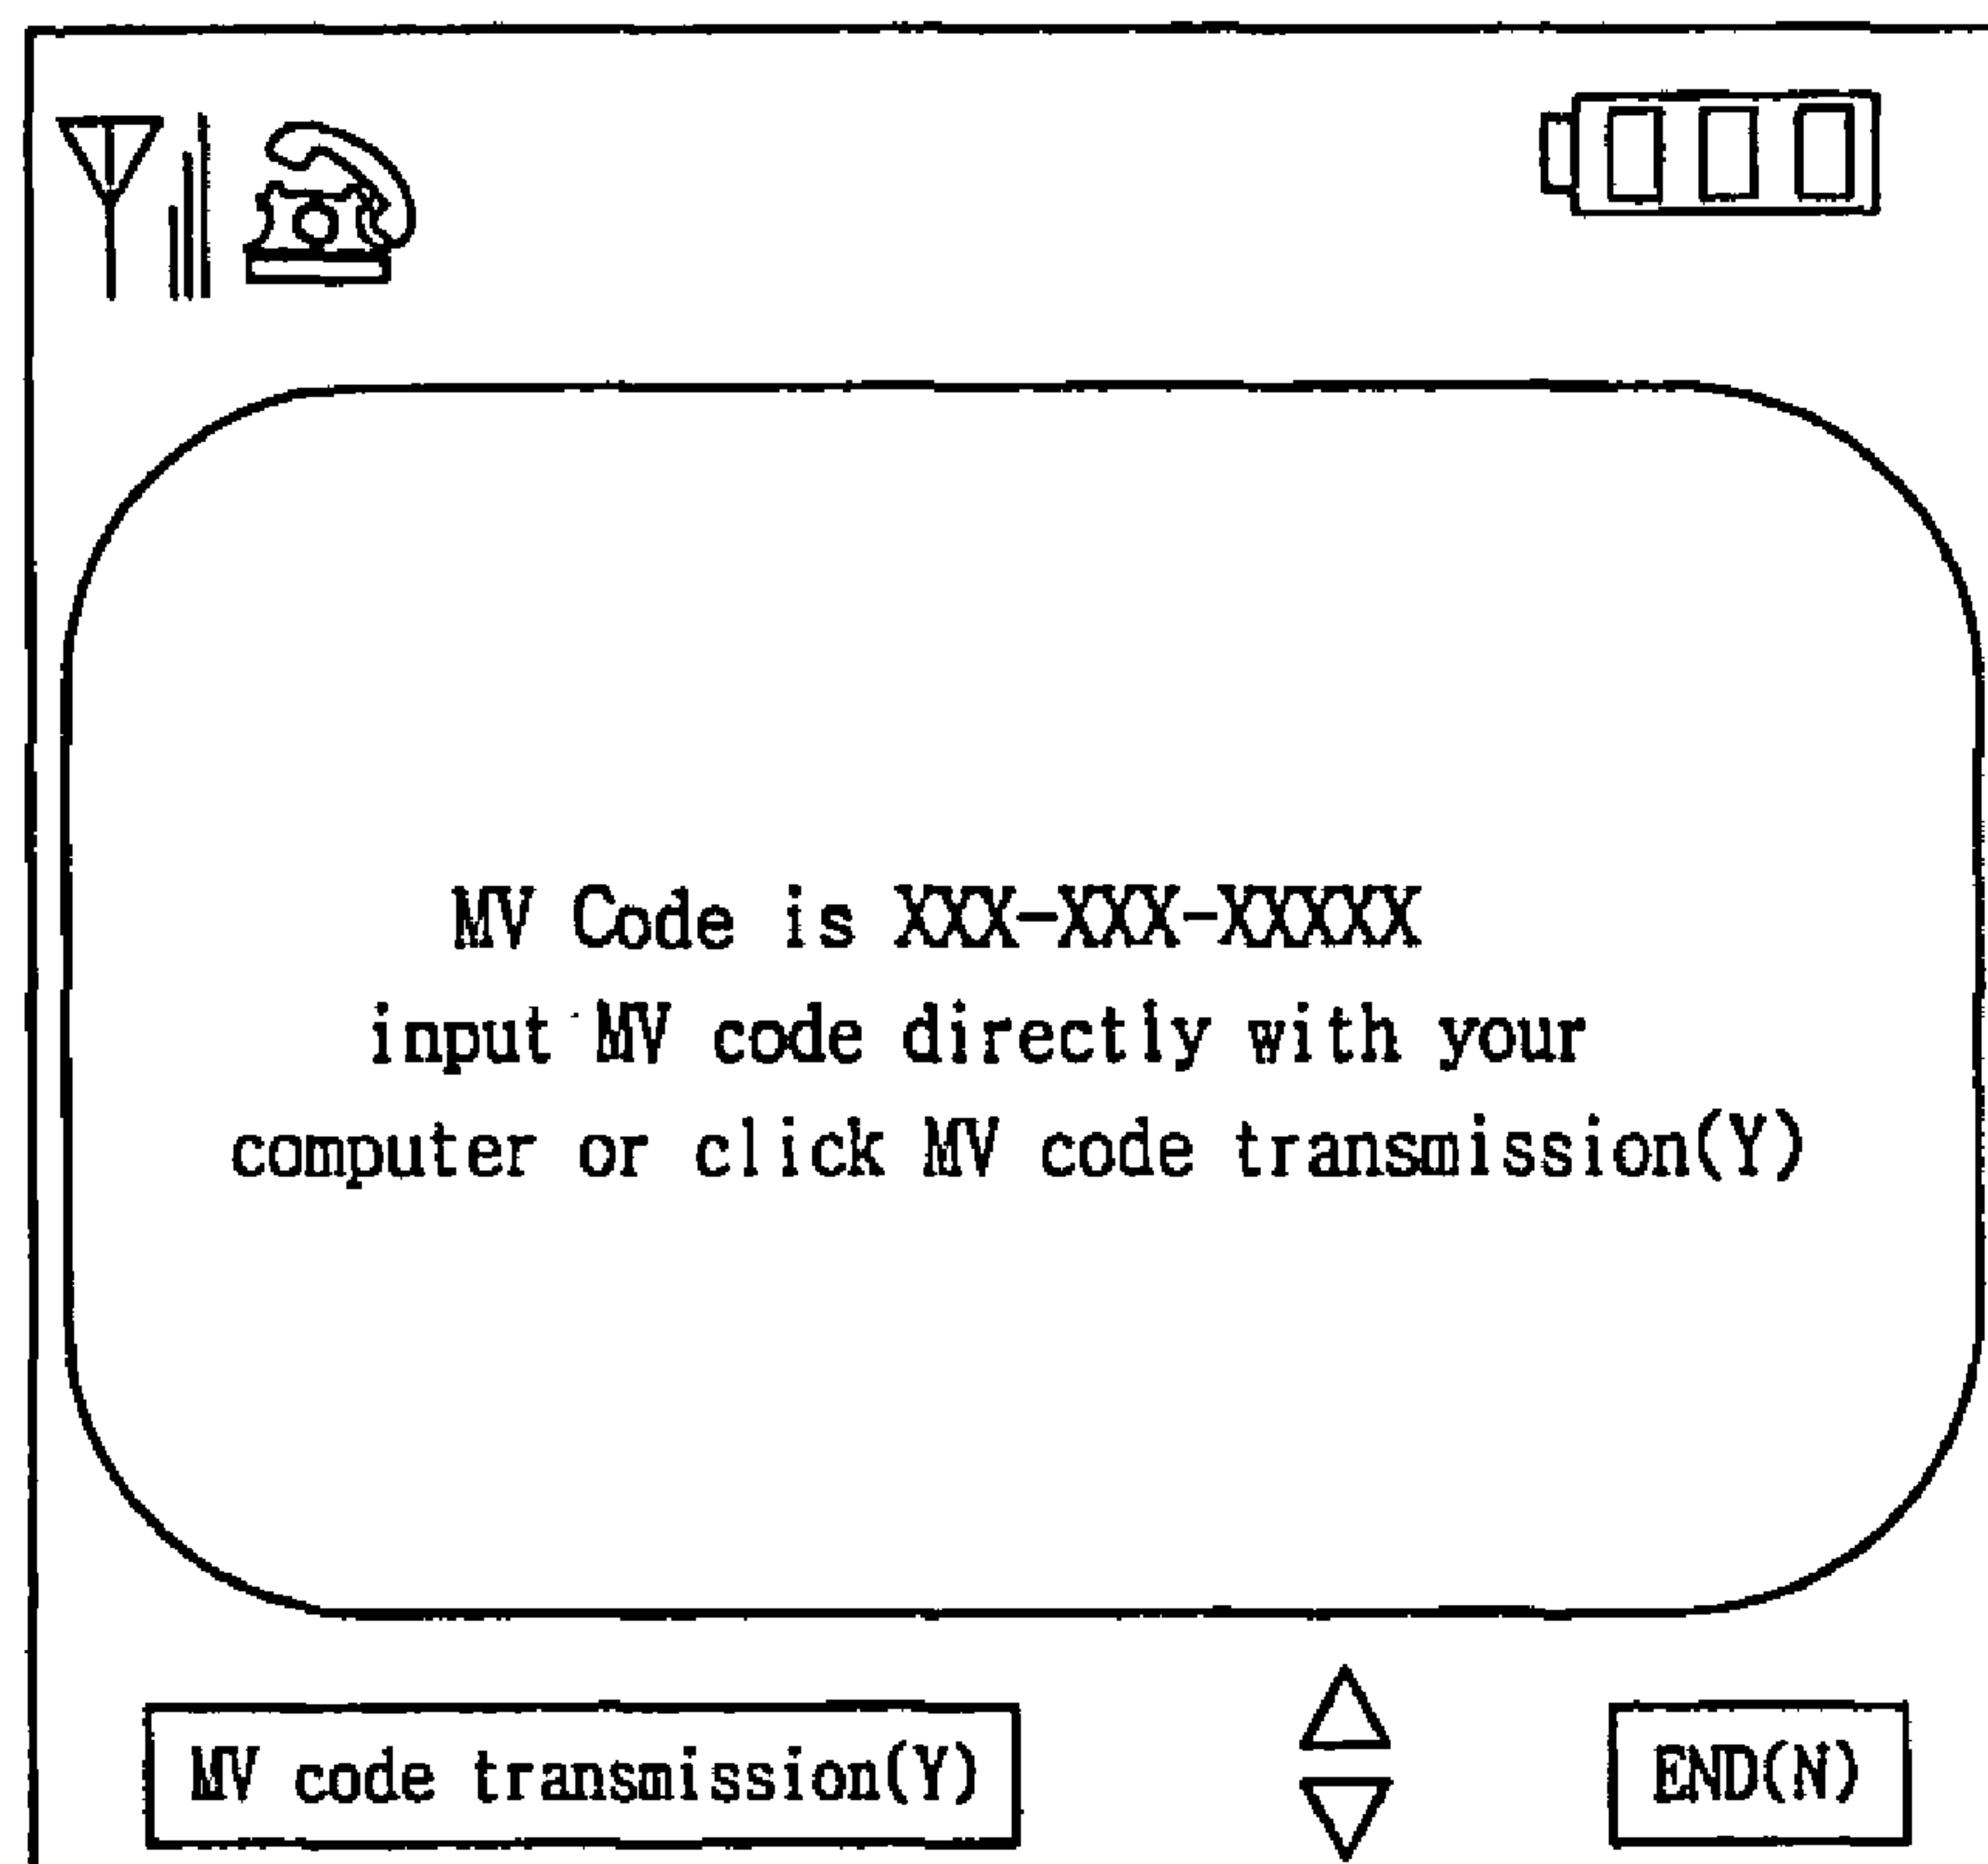 MV Code is XXX-XXX-XXXXX
input MV code directly with your
computer or click MV code transmission(Y)
MV code transmission(Y)
END(N)